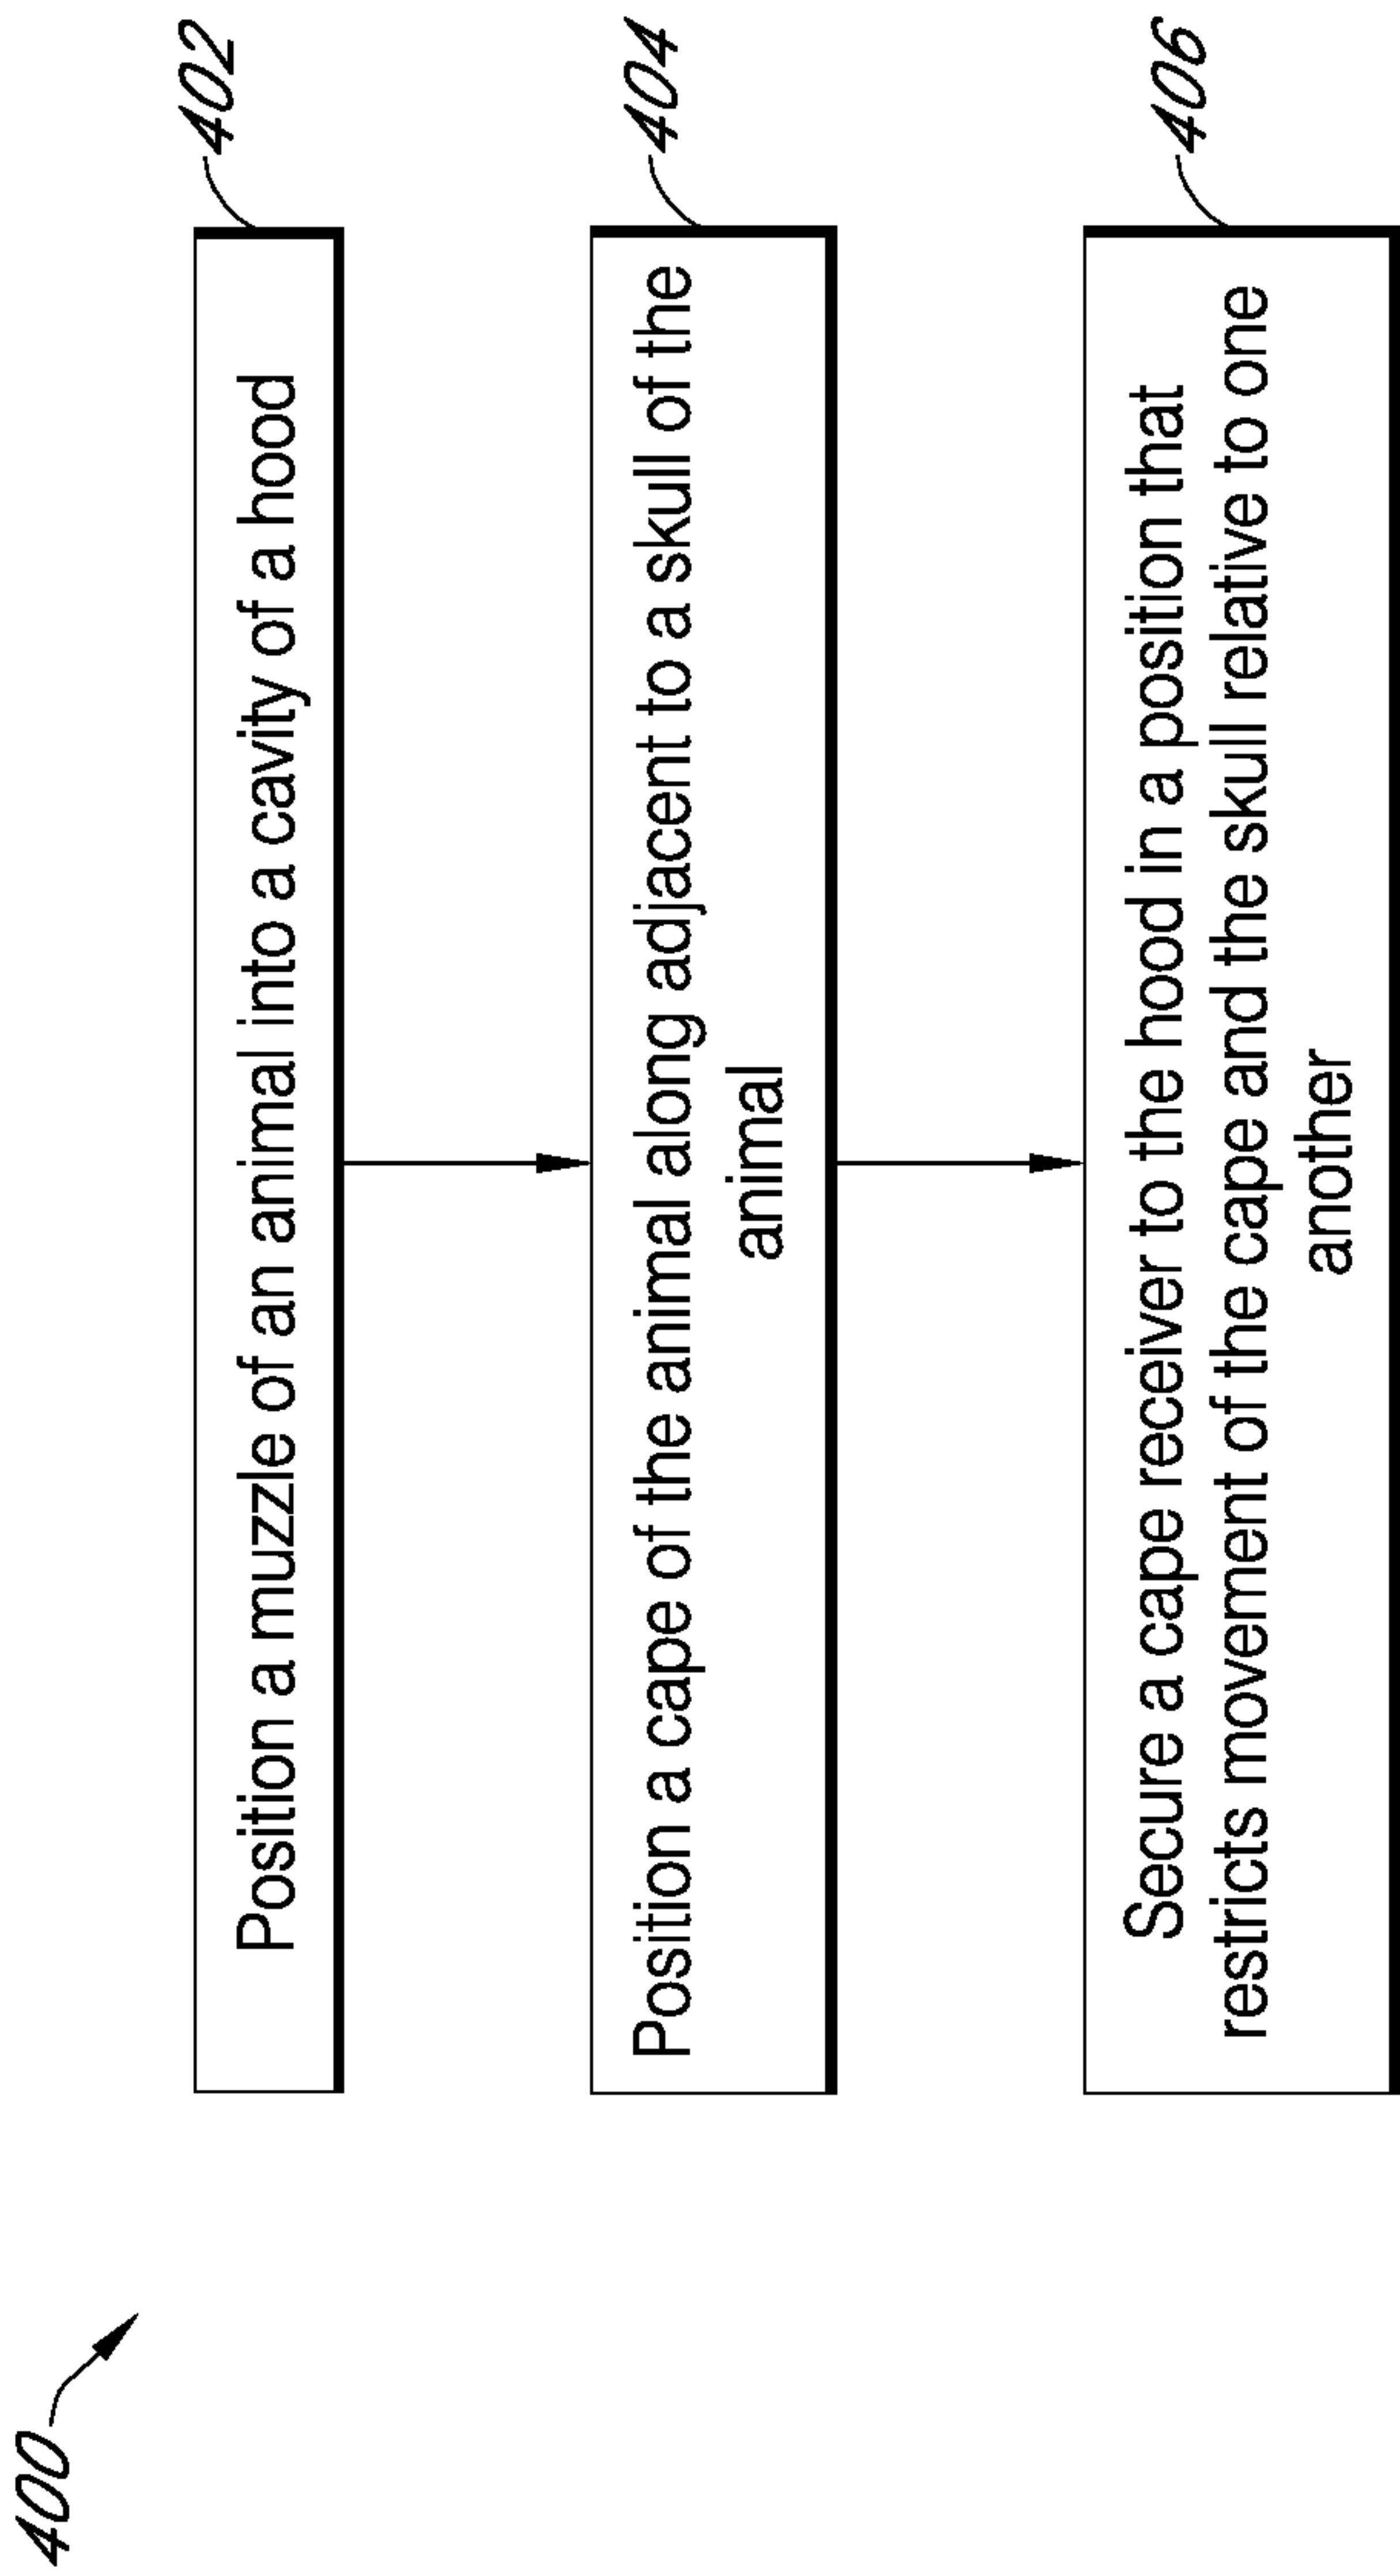 400
402
Position a muzzle of an animal into a cavity of a hood
404
Position a cape of the animal along adjacent to a skull of the
animal
406
Secure a cape receiver to the hood in a position that
restricts movement of the cape and the skull relative to one
another